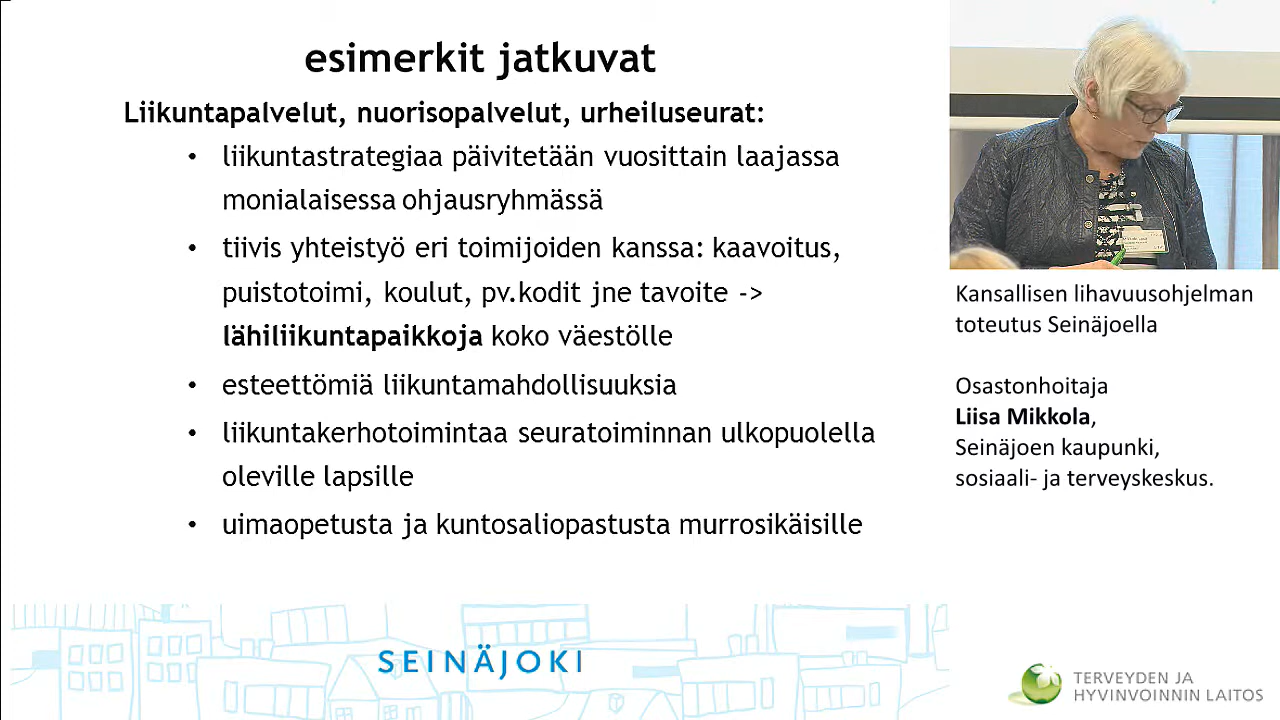 esimerkit jatkuvat
Liikuntapalvelut, nuorisopalvelut, urheiluseurat:
• liikuntastrategiaa päivitetään vuosittain laajassa
monialaisessa ohjausryhmässä
• tiivis yhteistyö eri toimijoiden kanssa: kaavoitus,
puistotoimi, koulut, pv.kodit jne tavoite ->
lähiliikuntapaikkoja koko väestölle
• esteettömiä liikuntamahdollisuuksia
• liikuntakerhotoimintaa seuratoiminnan ulkopuolella
oleville lapsille
• uimaopetusta ja kuntosaliopastusta murrosikäisille
SEINÄJOKI
Kansallisen lihavuusohjelman
toteutus Seinäjoella
Osastonhoitaja
Liisa Mikkola,
Seinäjoen kaupunki,
sosiaali- ja terveyskeskus.
TERVEYDEN JA
HYVINVOINNIN LAITOS